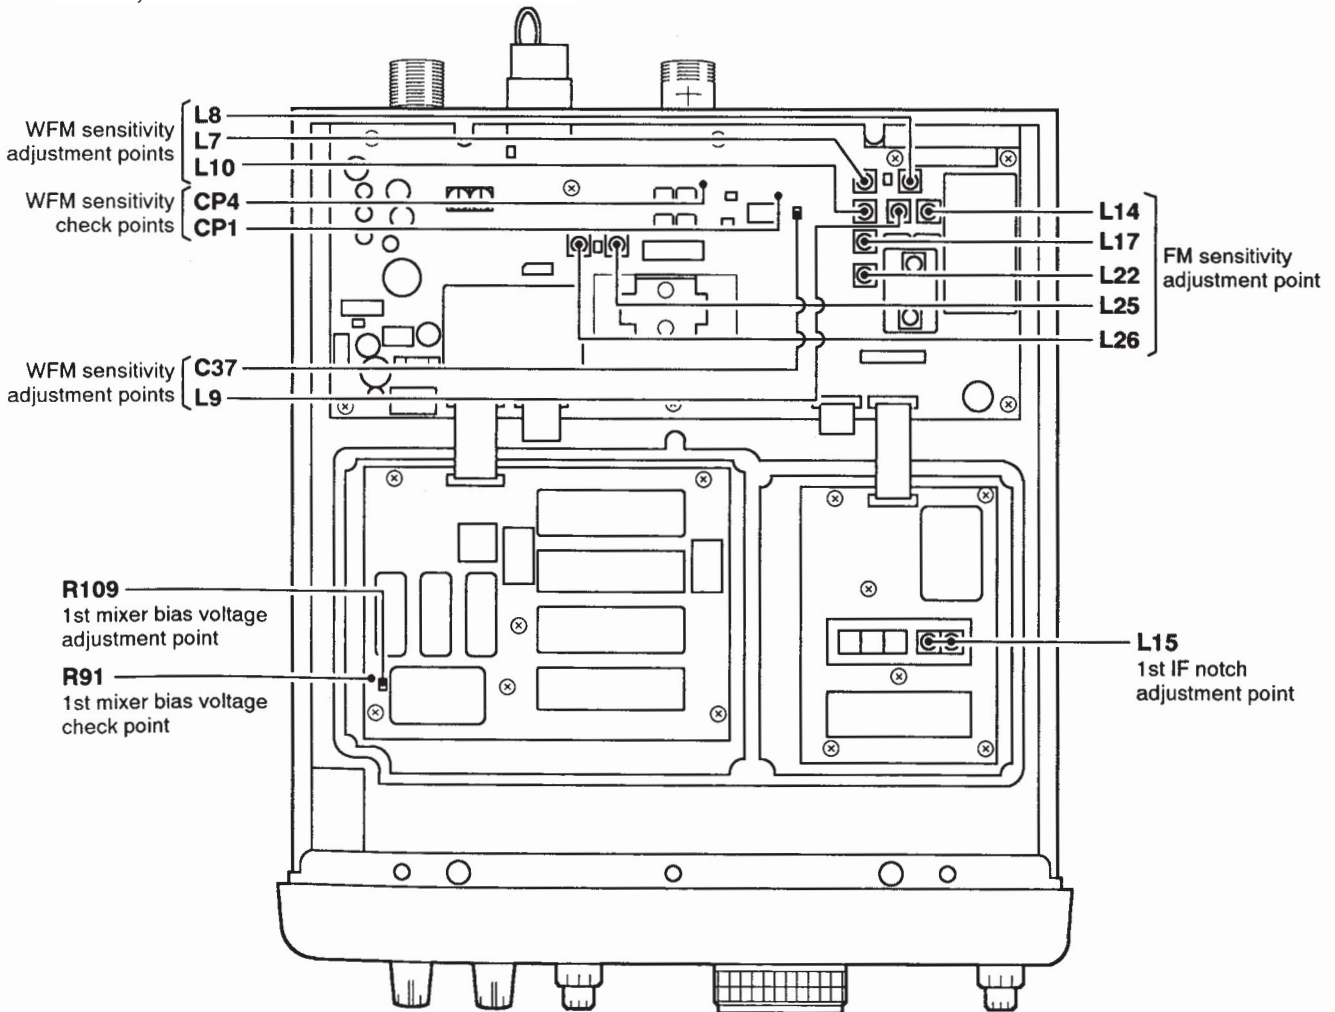 WFM sensitivity
adjustment points
L8
L7
L10
WFM sensitivity
check points
CP4
CP1
WFM sensitivity
adjustment points
C37
L9
L14
L17
L22
L25
L26
FM sensitivity
adjustment point
R109
1st mixer bias voltage
adjustment point
R91
1st mixer bias voltage
check point
L15
1st IF notch
adjustment point